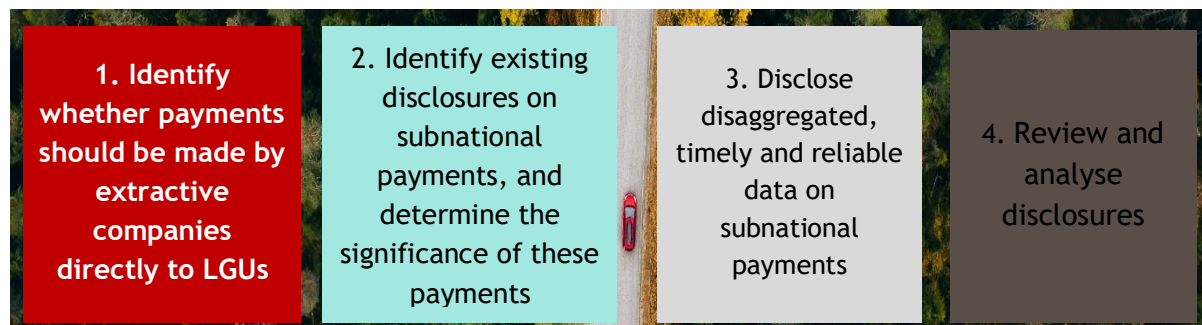 1. Identify
whether payments
should be made by
extractive
companies
directly to LGUs
2. Identify existing
disclosures on
subnational
payments, and
determine the
significance of these
payments
3. Disclose
disaggregated,
timely and reliable
data on
subnational
payments
4. Review and
analyse
disclosures